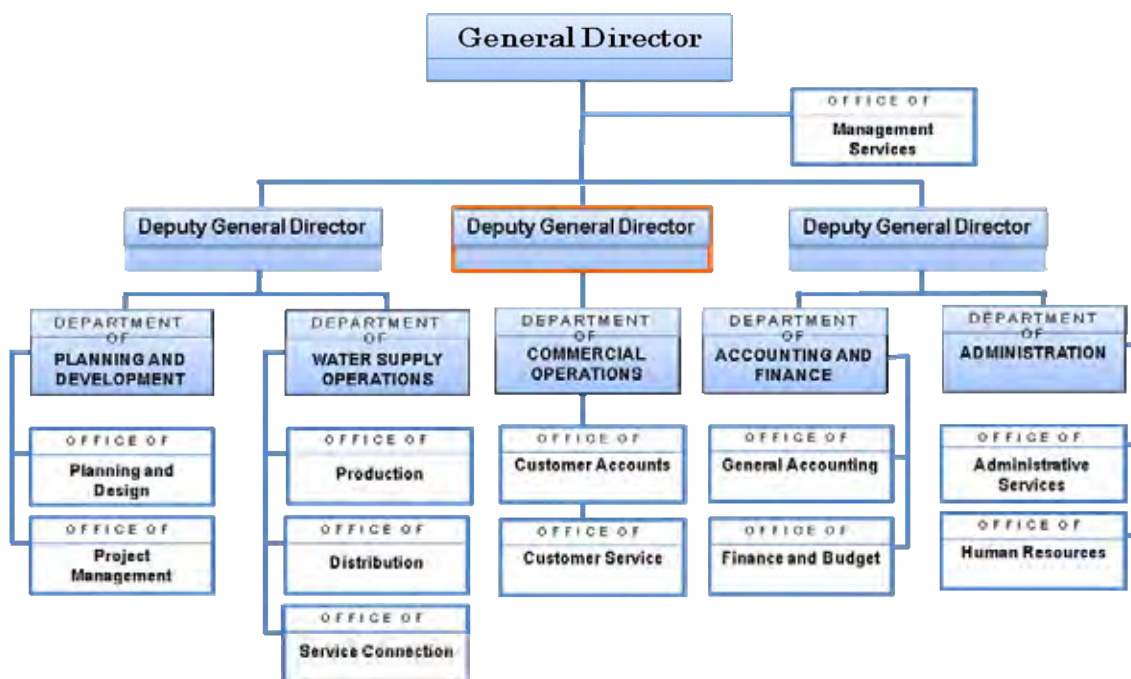 General Director
OFFICE OF
Management
Services
Deputy General Director
Deputy General Director
Deputy General Director
DEPARTMENT
OF
PLANNING AND
DEVELOPMENT
DEPARTMENT
OF
WATER SUPPLY
OPERATIONS
DEPARTMENT
OF
COMMERCIAL
OPERATIONS
DEPARTMENT
OF
ACCOUNTING AND
FINANCE
DEPARTMENT
OF
ADMINISTRATION
OFFICE OF
Planning and
Design
OFFICE OF
Production
OFFICE OF
Customer Accounts
OFFICE OF
General Accounting
OFFICE OF
Administrative
Services
OFFICE OF
Project
Management
OFFICE OF
Distribution
OFFICE OF
Customer Service
OFFICE OF
Finance and Budget
OFFICE OF
Human Resources
OFFICE OF
Service Connection